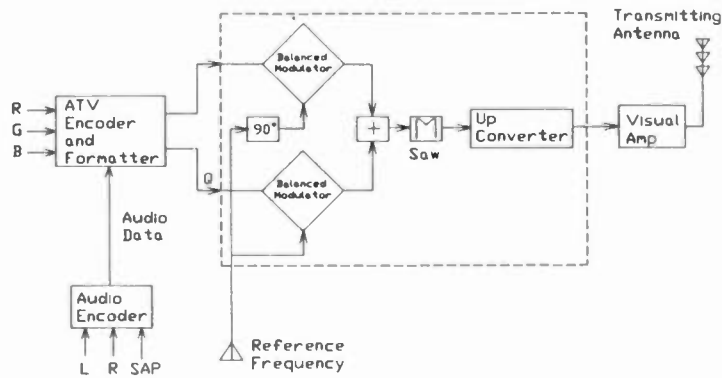 Transmitting
Antenna
Balanced
Modulator
R
G
B
ATV
Encoder
and
Formatter
90°
+
Saw
Up
Converter
Visual
Amp
Q
Balanced
Modulator
Audio
Data
Audio
Encoder
L R SAP
Reference
Frequency